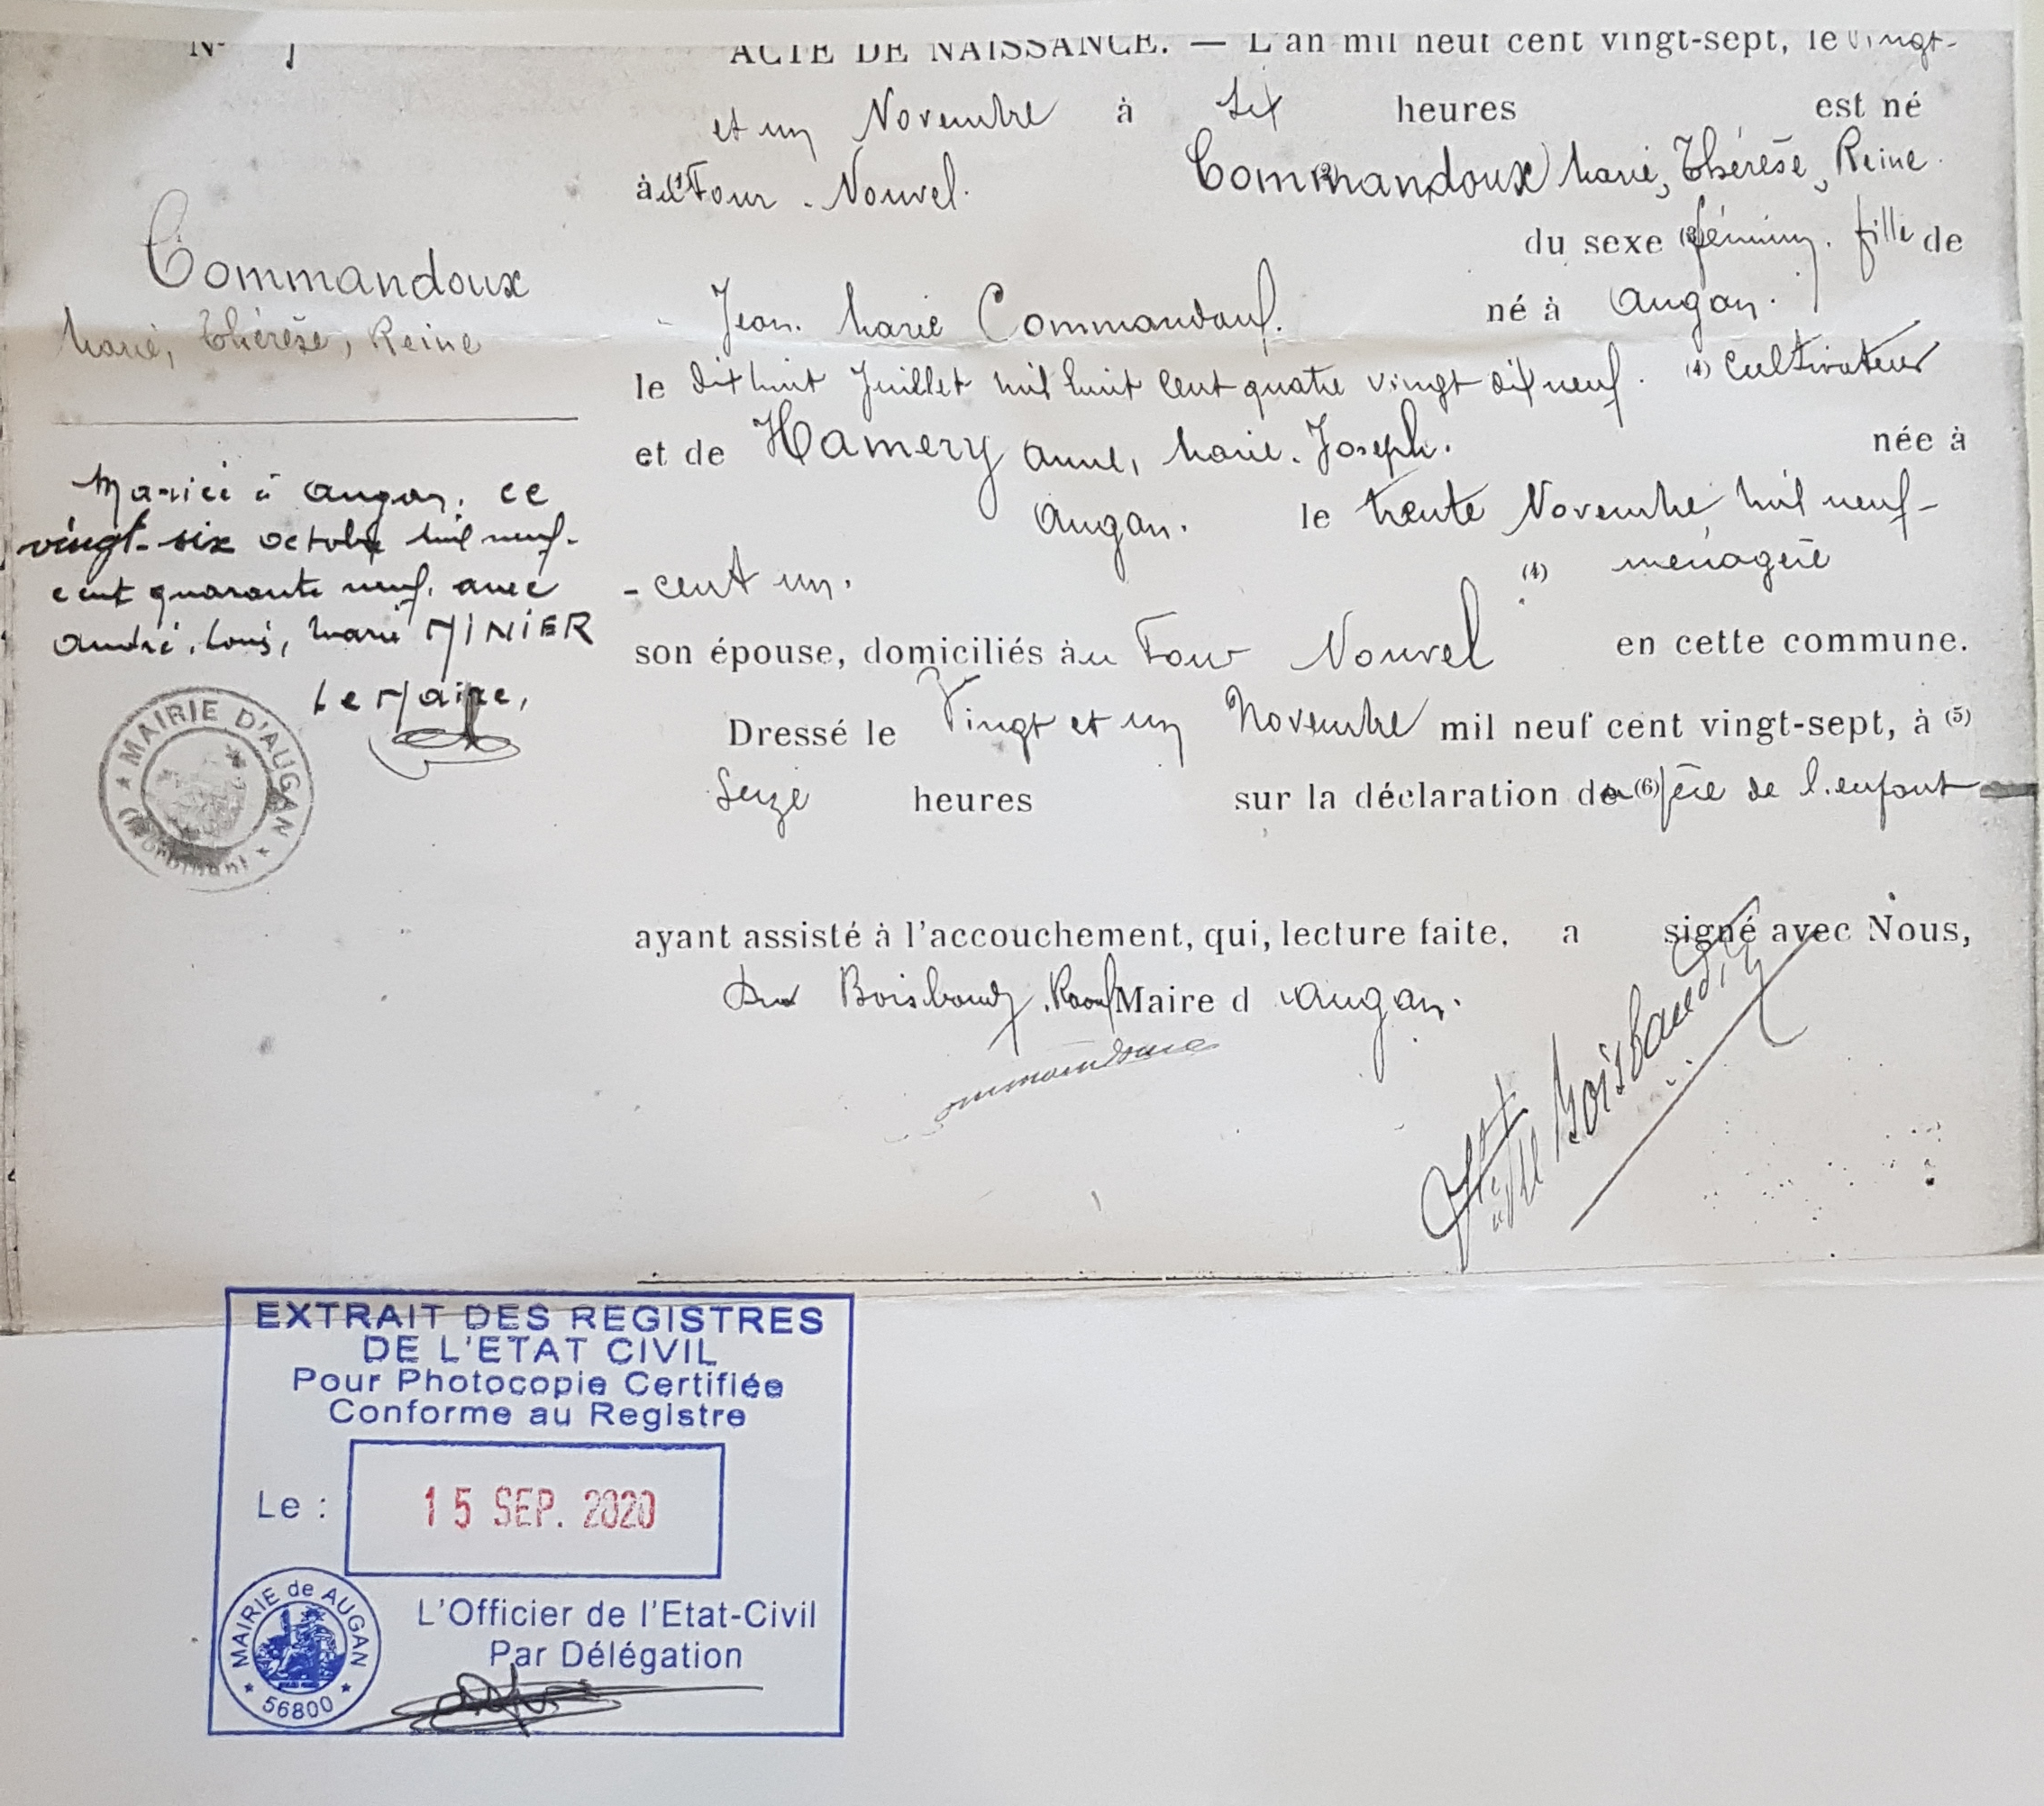 N°
ACTE DE NAISSANCE. — L'an mil neuf cent vingt-sept, le vingt-
et un Novembre à six heures est né
au Four-Nouvel. Commandoux Marie, Thérèse, Reine
du sexe féminin. fille de
Jean. Marie Commandoux. né à Augan.
le dix huit Juillet mil huit cent quatre vingt dix neuf. (4) cultivateur
et de Hamery Anne, Marie. Joseph. née à
Augan. le trente Novembre mil neuf-
-cent un. (4) ménagère
son épouse, domiciliés au Four Nouvel en cette commune.
Dressé le Vingt et un Novembre mil neuf cent vingt-sept, à (5)
Seize heures sur la déclaration du (6) père de l'enfant
ayant assisté à l'accouchement, qui, lecture faite, a signé avec Nous,
Boisbaudry. Raoul Maire d'Augan.
Commandoux
Boisbaudry
Commandoux
Marie, Thérèse, Reine
Mariée à Augan, ce
vingt-six octobre mil neuf-
cent quarante neuf, avec
André, Louis, Marie MINIER
Le Maire,
MAIRIE D'AUGAN
(Morbihan)
EXTRAIT DES REGISTRES
DE L'ETAT CIVIL
Pour Photocopie Certifiée
Conforme au Registre
Le : 15 SEP. 2020
MAIRIE de AUGAN
56800
L'Officier de l'Etat-Civil
Par Délégation